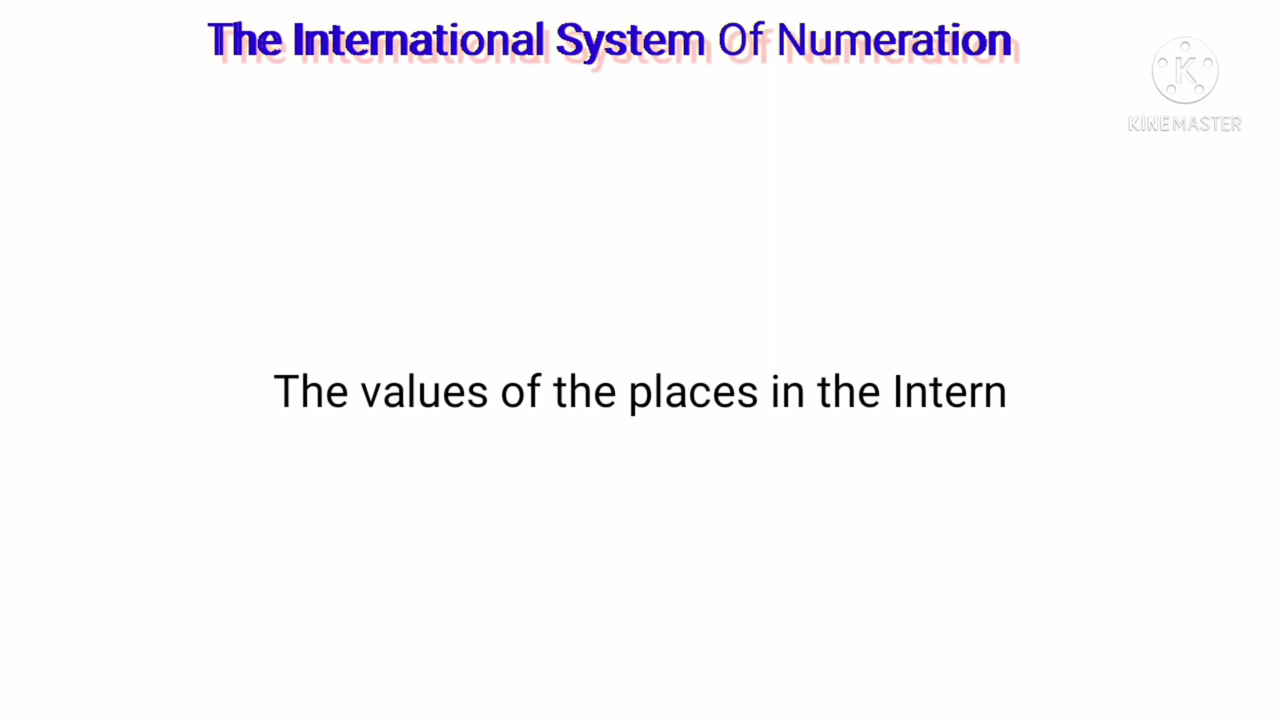 The International System Of Numeration
K
KINEMASTER
The values of the places in the Intern